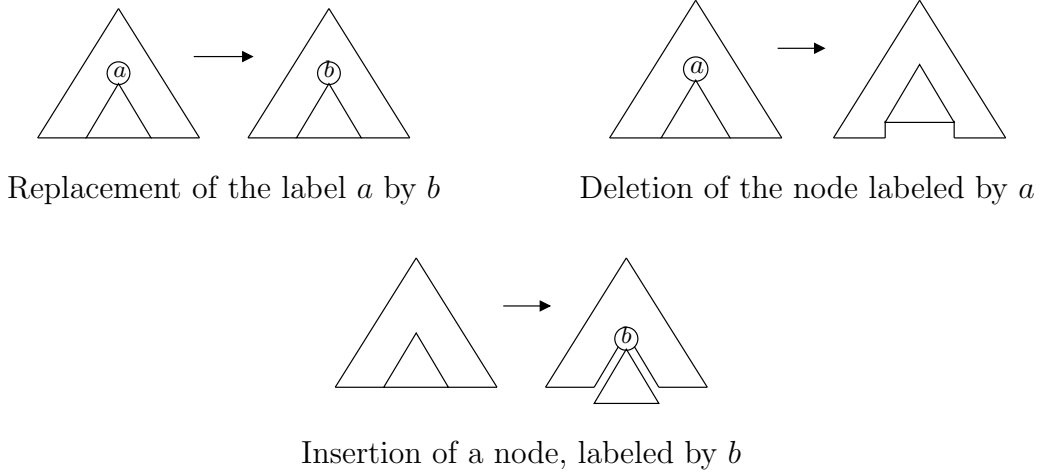 a b a
Replacement of the label a by b Deletion of the node labeled by a
b
Insertion of a node, labeled by b